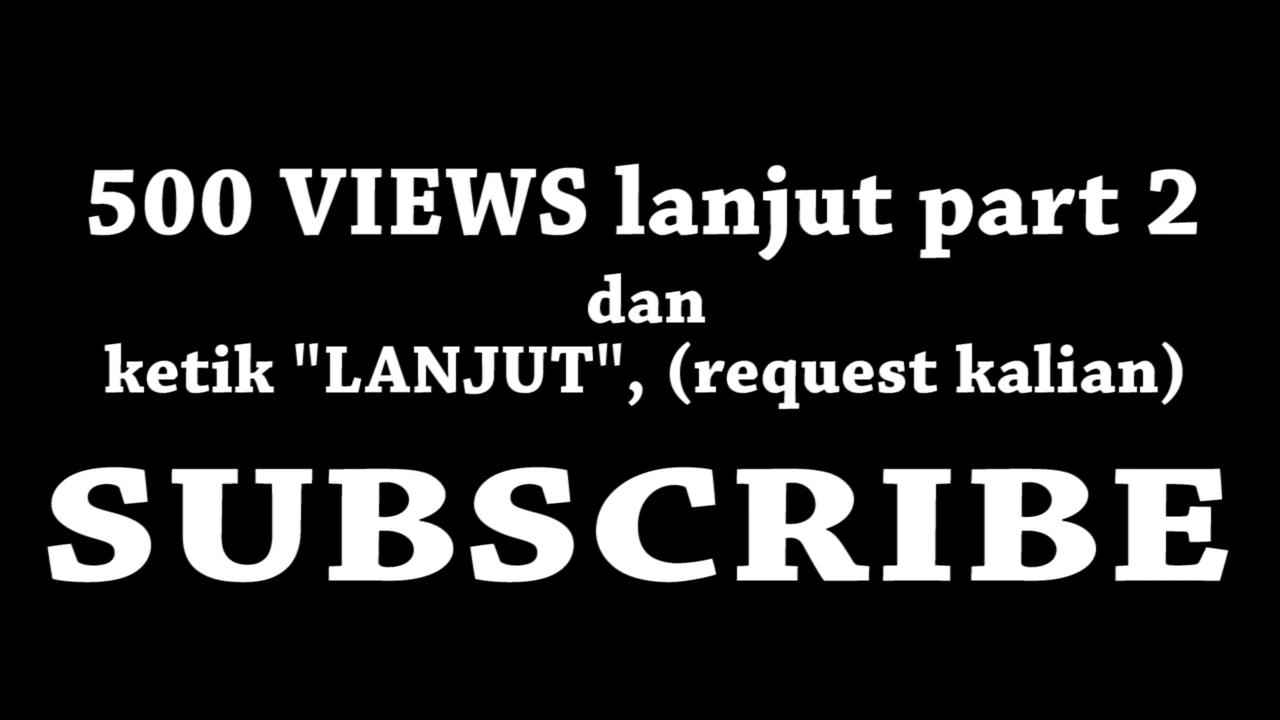 500 VIEWS lanjut part 2
dan
ketik "LANJUT", (request kalian)
SUBSCRIBE